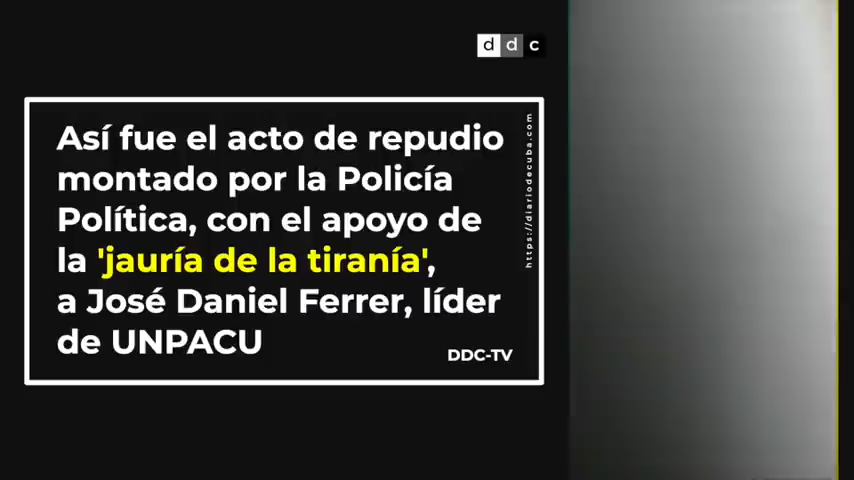 ddc
Así fue el acto de repudio
montado por la Policía
Política, con el apoyo de
la 'jauría de la tiranía',
a José Daniel Ferrer, líder
de UNPACU
DDC-TV
https://diariodecuba.com